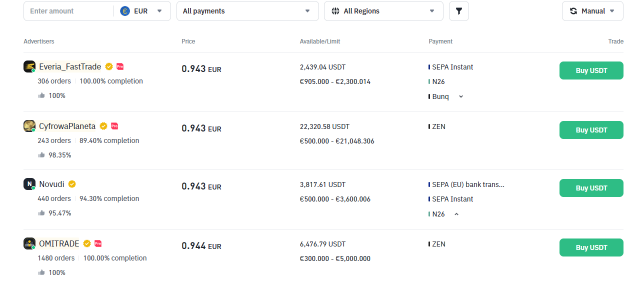 Enter amount EUR All payments All Regions Manual
Advertisers Price Available/Limit Payment Trade
Everia_FastTrade 0.943 EUR 2,439.04 USDT SEPA Instant Buy USDT
306 orders 100.00% completion €905.000 - €2,300.014 N26
100% Bunq
CyfrowaPlaneta 0.943 EUR 22,320.58 USDT ZEN Buy USDT
243 orders 89.40% completion €500.000 - €21,048.306
98.35%
Novudi 0.943 EUR 3,817.61 USDT SEPA (EU) bank trans... Buy USDT
440 orders 94.30% completion €500.000 - €3,600.006 SEPA Instant
95.47% N26
OMITRADE 0.944 EUR 6,476.79 USDT ZEN Buy USDT
1480 orders 100.00% completion €300.000 - €5,000.000
100%